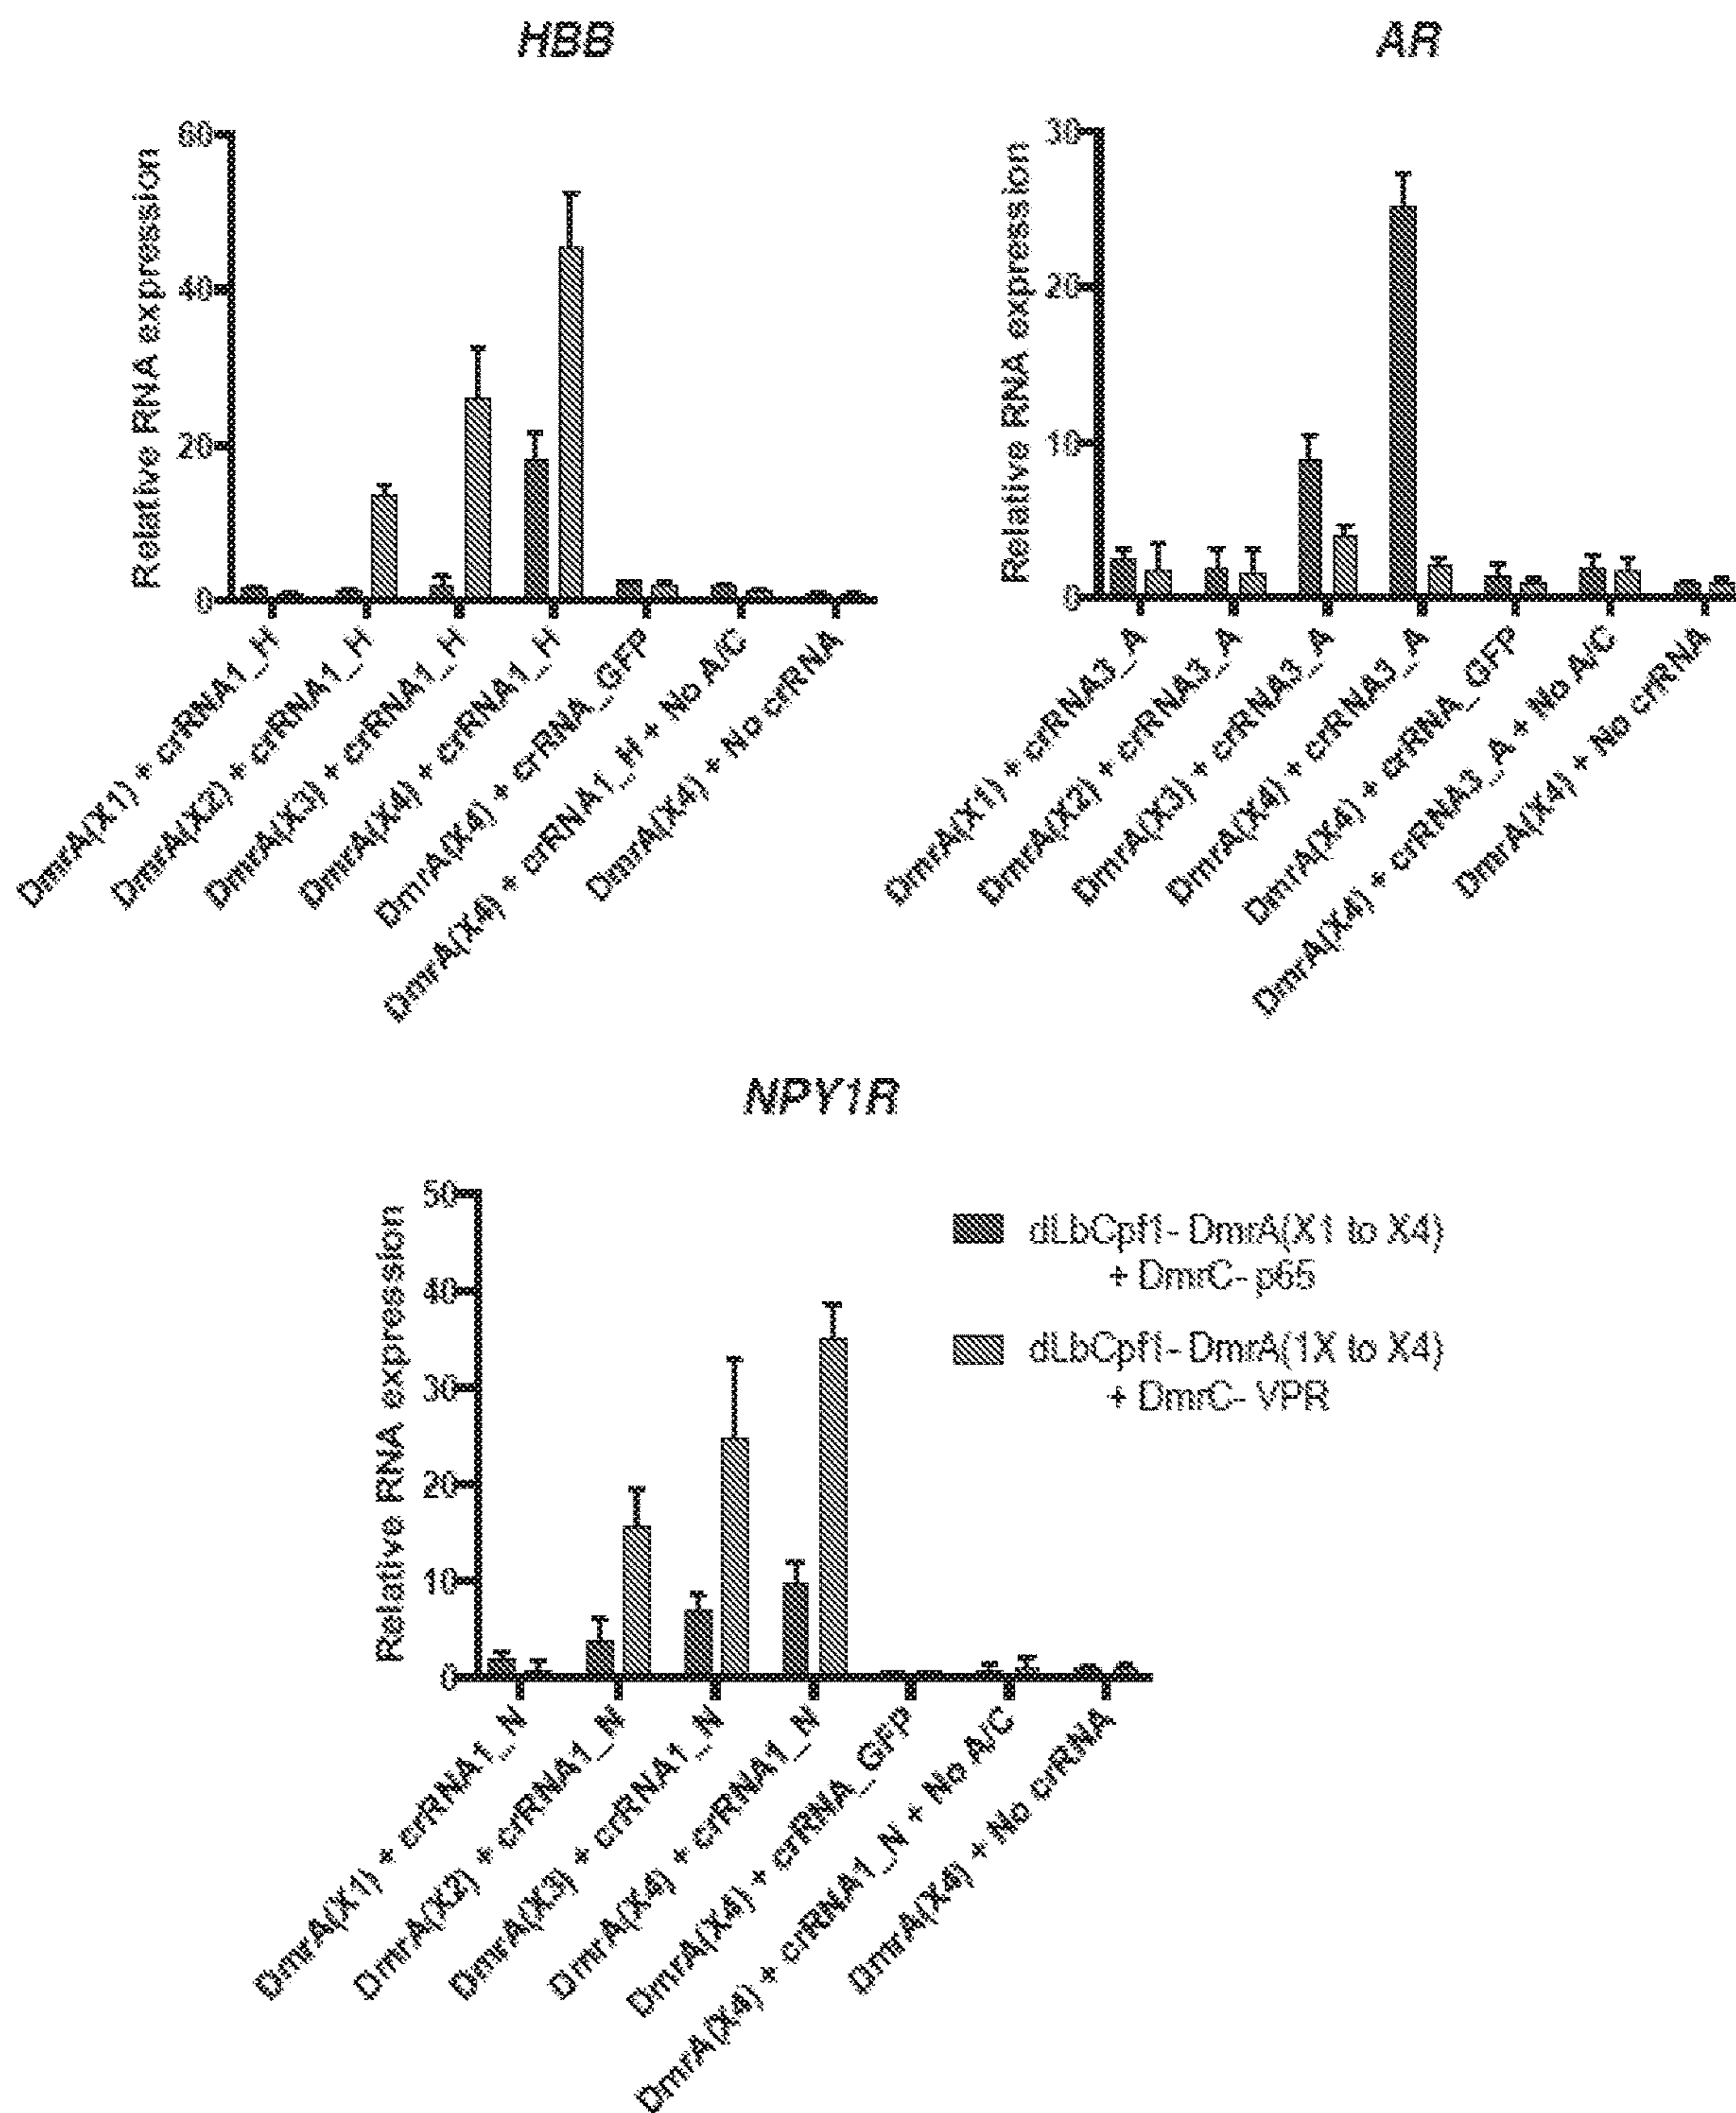 HBB
Relative RNA expression
60
40
20
0
DmrA(X1) + crRNA1_H
DmrA(X2) + crRNA1_H
DmrA(X3) + crRNA1_H
DmrA(X4) + crRNA1_H
DmrA(X4) + crRNA_GFP
DmrA(X4) + crRNA1_H + No A/C
DmrA(X4) + No crRNA
AR
Relative RNA expression
30
20
10
0
DmrA(X1) + crRNA3_A
DmrA(X2) + crRNA3_A
DmrA(X3) + crRNA3_A
DmrA(X4) + crRNA3_A
DmrA(X4) + crRNA_GFP
DmrA(X4) + crRNA3_A + No A/C
DmrA(X4) + No crRNA
NPY1R
Relative RNA expression
50
40
30
20
10
0
DmrA(X1) + crRNA1_N
DmrA(X2) + crRNA1_N
DmrA(X3) + crRNA1_N
DmrA(X4) + crRNA1_N
DmrA(X4) + crRNA_GFP
DmrA(X4) + crRNA1_N + No A/C
DmrA(X4) + No crRNA
dLbCpf1- DmrA(X1 to X4)
+ DmrC- p65
dLbCpf1- DmrA(1X to X4)
+ DmrC- VPR